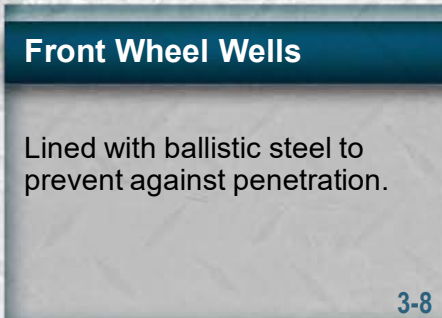 Front Wheel Wells
Lined with ballistic steel to
prevent against penetration.
3-8